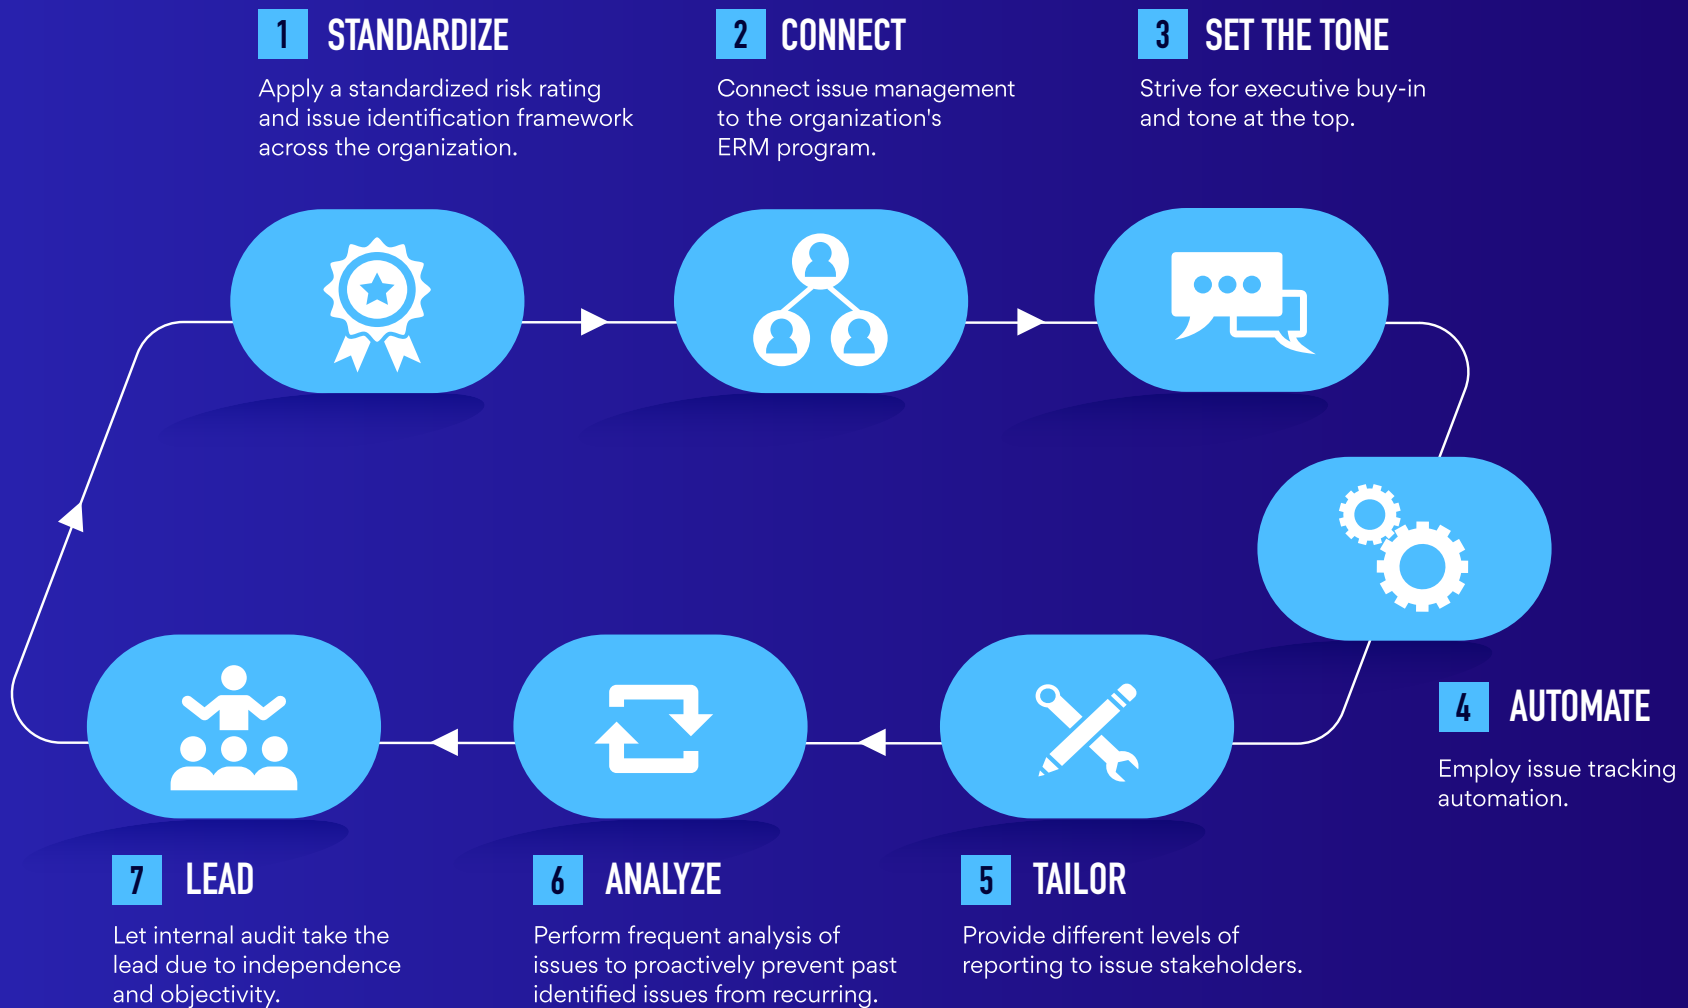 1 STANDARDIZE
Apply a standardized risk rating
and issue identification framework
across the organization.
2 CONNECT
Connect issue management
to the organization's
ERM program.
3 SET THE TONE
Strive for executive buy-in
and tone at the top.
4 AUTOMATE
Employ issue tracking
automation.
5 TAILOR
Provide different levels of
reporting to issue stakeholders.
6 ANALYZE
Perform frequent analysis of
issues to proactively prevent past
identified issues from recurring.
7 LEAD
Let internal audit take the
lead due to independence
and objectivity.